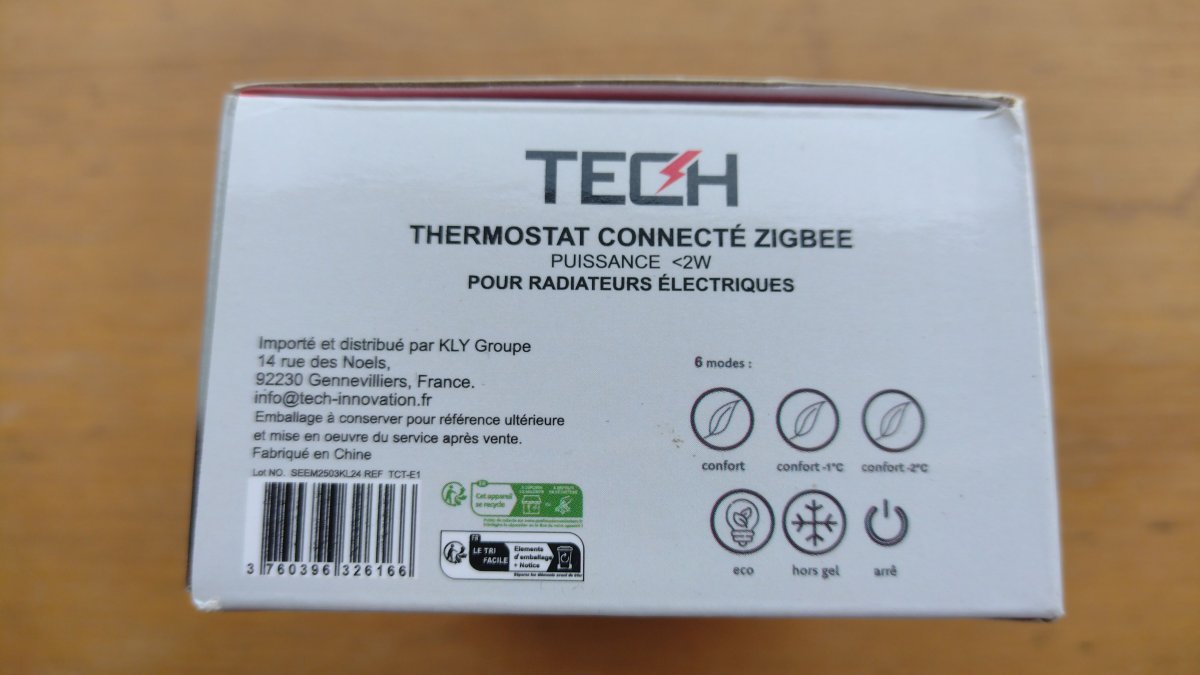 TECH
THERMOSTAT CONNECTÉ ZIGBEE
PUISSANCE <2W
POUR RADIATEURS ÉLECTRIQUES
Importé et distribué par KLY Groupe
14 rue des Noels,
92230 Gennevilliers, France.
info@tech-innovation.fr
Emballage à conserver pour référence ultérieure
et mise en oeuvre du service après vente.
Fabriqué en Chine
Lot NO. SEEM2503KL24 REF TCT-E1
3 760396 326166
FR
Cet appareil
se recycle
FR
LE TRI
FACILE
Elements
d'emballage
+ Notice
6 modes :
confort confort -1°C confort -2°C
eco hors gel arrê